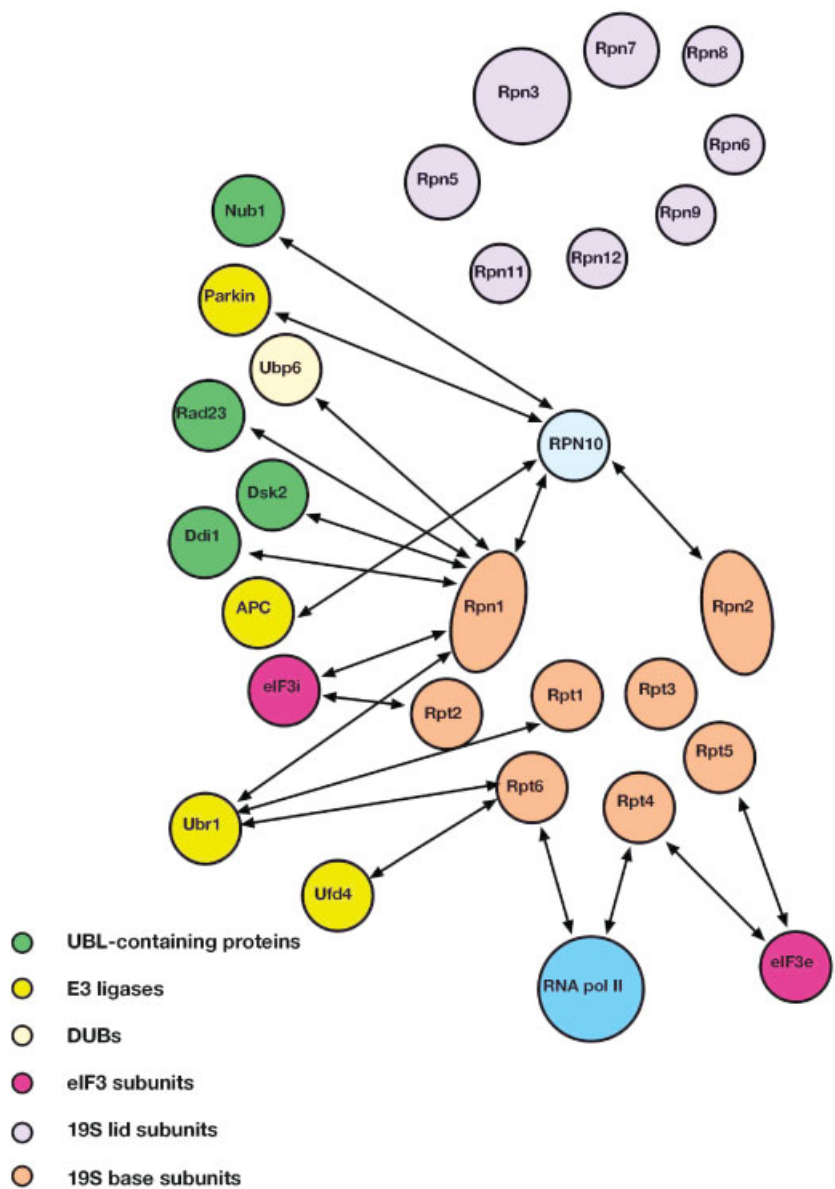 Rpn7
Rpn8
Rpn3
Rpn6
Rpn5
Rpn9
Nub1
Rpn12
Rpn11
Parkin
Ubp6
Rad23
RPN10
Dsk2
Ddi1
APC
Rpn1
Rpn2
eIF3i
Rpt1
Rpt3
Rpt2
Rpt5
Rpt6
Rpt4
Ubr1
Ufd4
eIF3e
RNA pol II
UBL-containing proteins
E3 ligases
DUBs
eIF3 subunits
19S lid subunits
19S base subunits